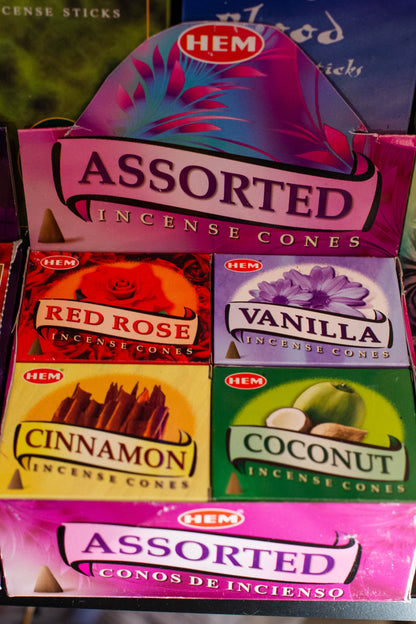 CENSE STICKS
Blood
sticks
HEM
ASSORTED
INCENSE CONES
HEM
RED ROSE
INCENSE CONES
HEM
VANILLA
INCENSE CONES
HEM
CINNAMON
INCENSE CONES
HEM
COCONUT
INCENSE CONES
HEM
ASSORTED
CONOS DE INCIENSO